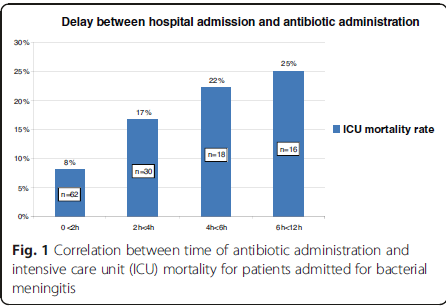 Delay between hospital admission and antibiotic administration
30%
25%
20%
15%
10%
5%
0%
8%
17%
22%
25%
n=62
n=30
n=18
n=16
0<2h
2h<4h
4h<6h
6h<12h
ICU mortality rate
Fig. 1 Correlation between time of antibiotic administration and
intensive care unit (ICU) mortality for patients admitted for bacterial
meningitis